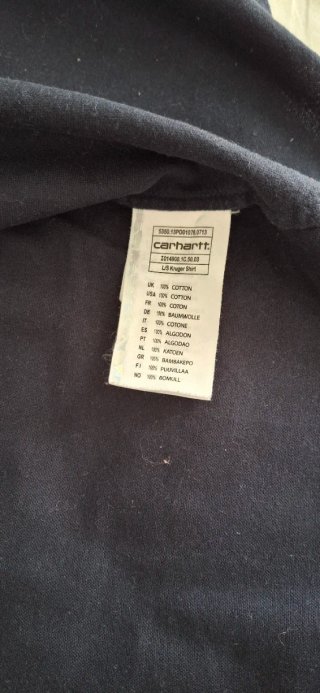 carhartt
L/S Kruger Shirt
UK 100% COTTON
USA 100% COTTON
FR 100% COTON
DE 100% BAUMWOLLE
IT 100% COTONE
ES 100% ALGODON
PT 100% ALGODAO
NL 100% KATOEN
GR 100% BAMBAKEPO
FI 100% PUUVILLAA
NO 100% BOMULL